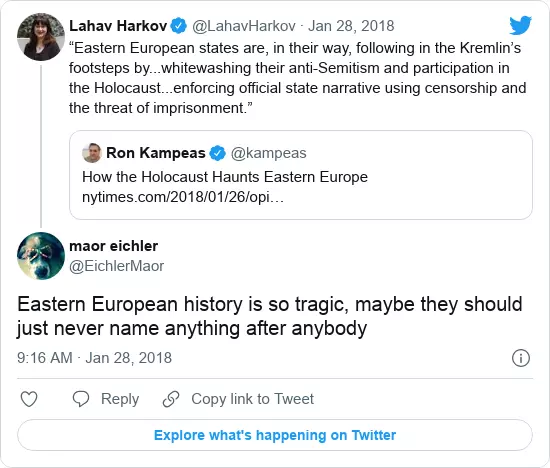 Lahav Harkov @LahavHarkov · Jan 28, 2018
“Eastern European states are, in their way, following in the Kremlin’s
footsteps by...whitewashing their anti-Semitism and participation in
the Holocaust...enforcing official state narrative using censorship and
the threat of imprisonment.”
Ron Kampeas @kampeas
How the Holocaust Haunts Eastern Europe
nytimes.com/2018/01/26/opi…
maor eichler
@EichlerMaor
Eastern European history is so tragic, maybe they should
just never name anything after anybody
9:16 AM · Jan 28, 2018
Reply Copy link to Tweet
Explore what's happening on Twitter